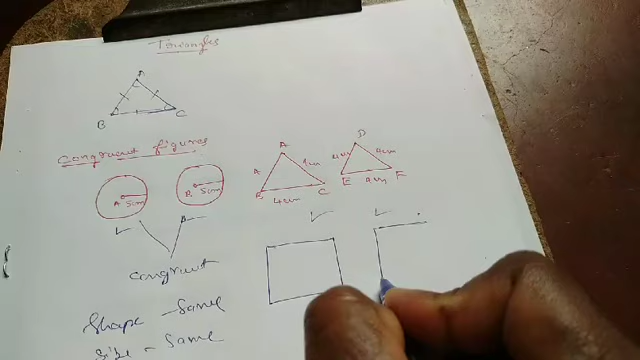 Triangles
A
B C
Congruent figures
A 5cm
B 5cm
A
A 4cm
B 4cm C
D
4cm 4cm
E 4cm F
Congruent
Shape - Same
Size - Same